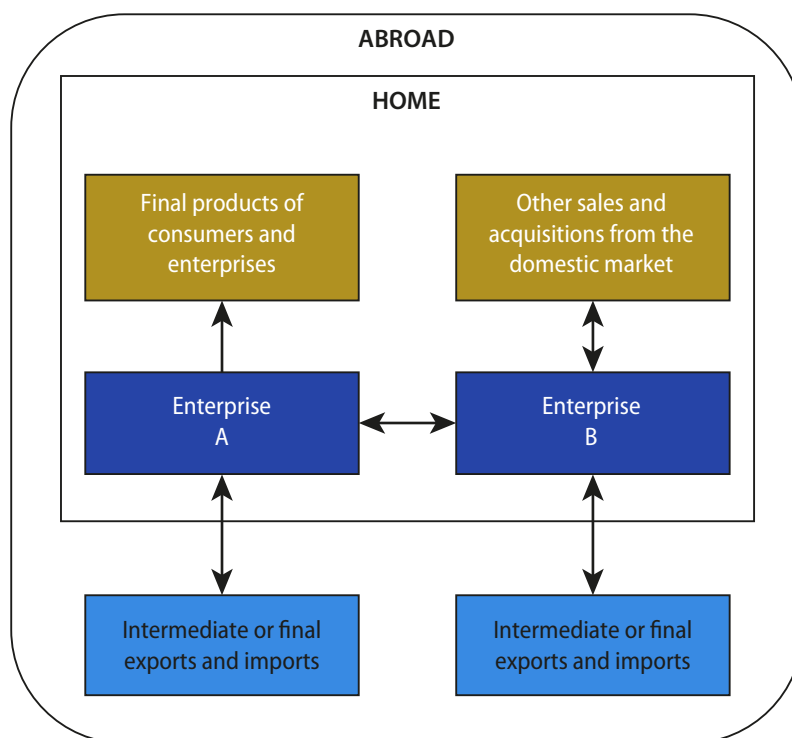 ABROAD
HOME
Final products of
consumers and
enterprises
Other sales and
acquisitions from the
domestic market
Enterprise
A
Enterprise
B
Intermediate or final
exports and imports
Intermediate or final
exports and imports